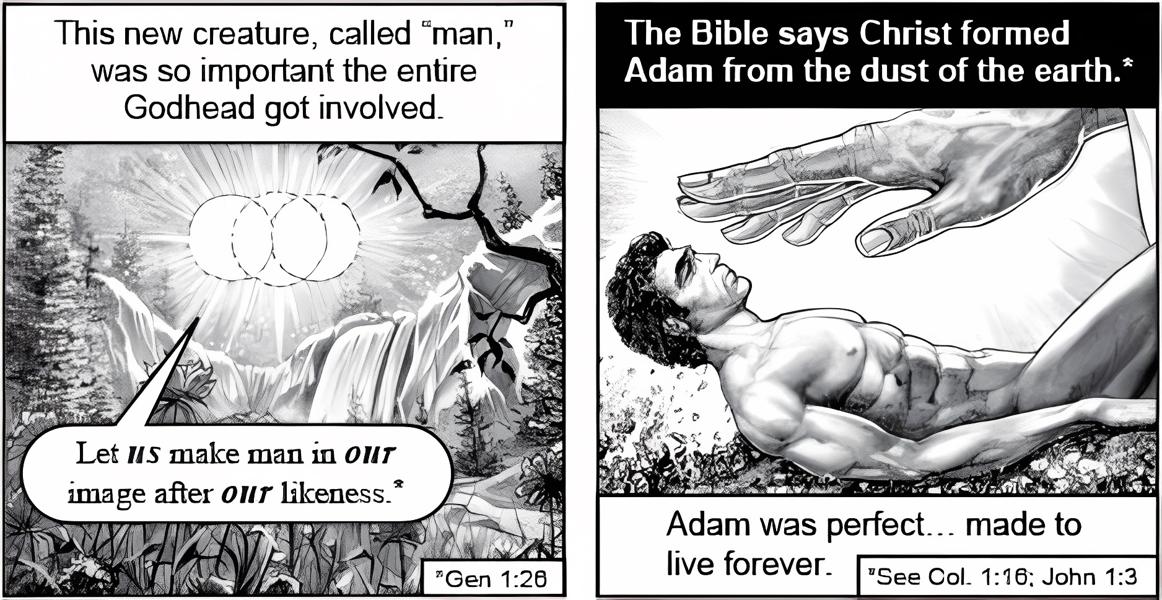 This new creature, called "man,"
was so important the entire
Godhead got involved.
Let us make man in our
image after our likeness.*
*Gen 1:26
The Bible says Christ formed
Adam from the dust of the earth.*
Adam was perfect... made to
live forever.
*See Col. 1:16; John 1:3